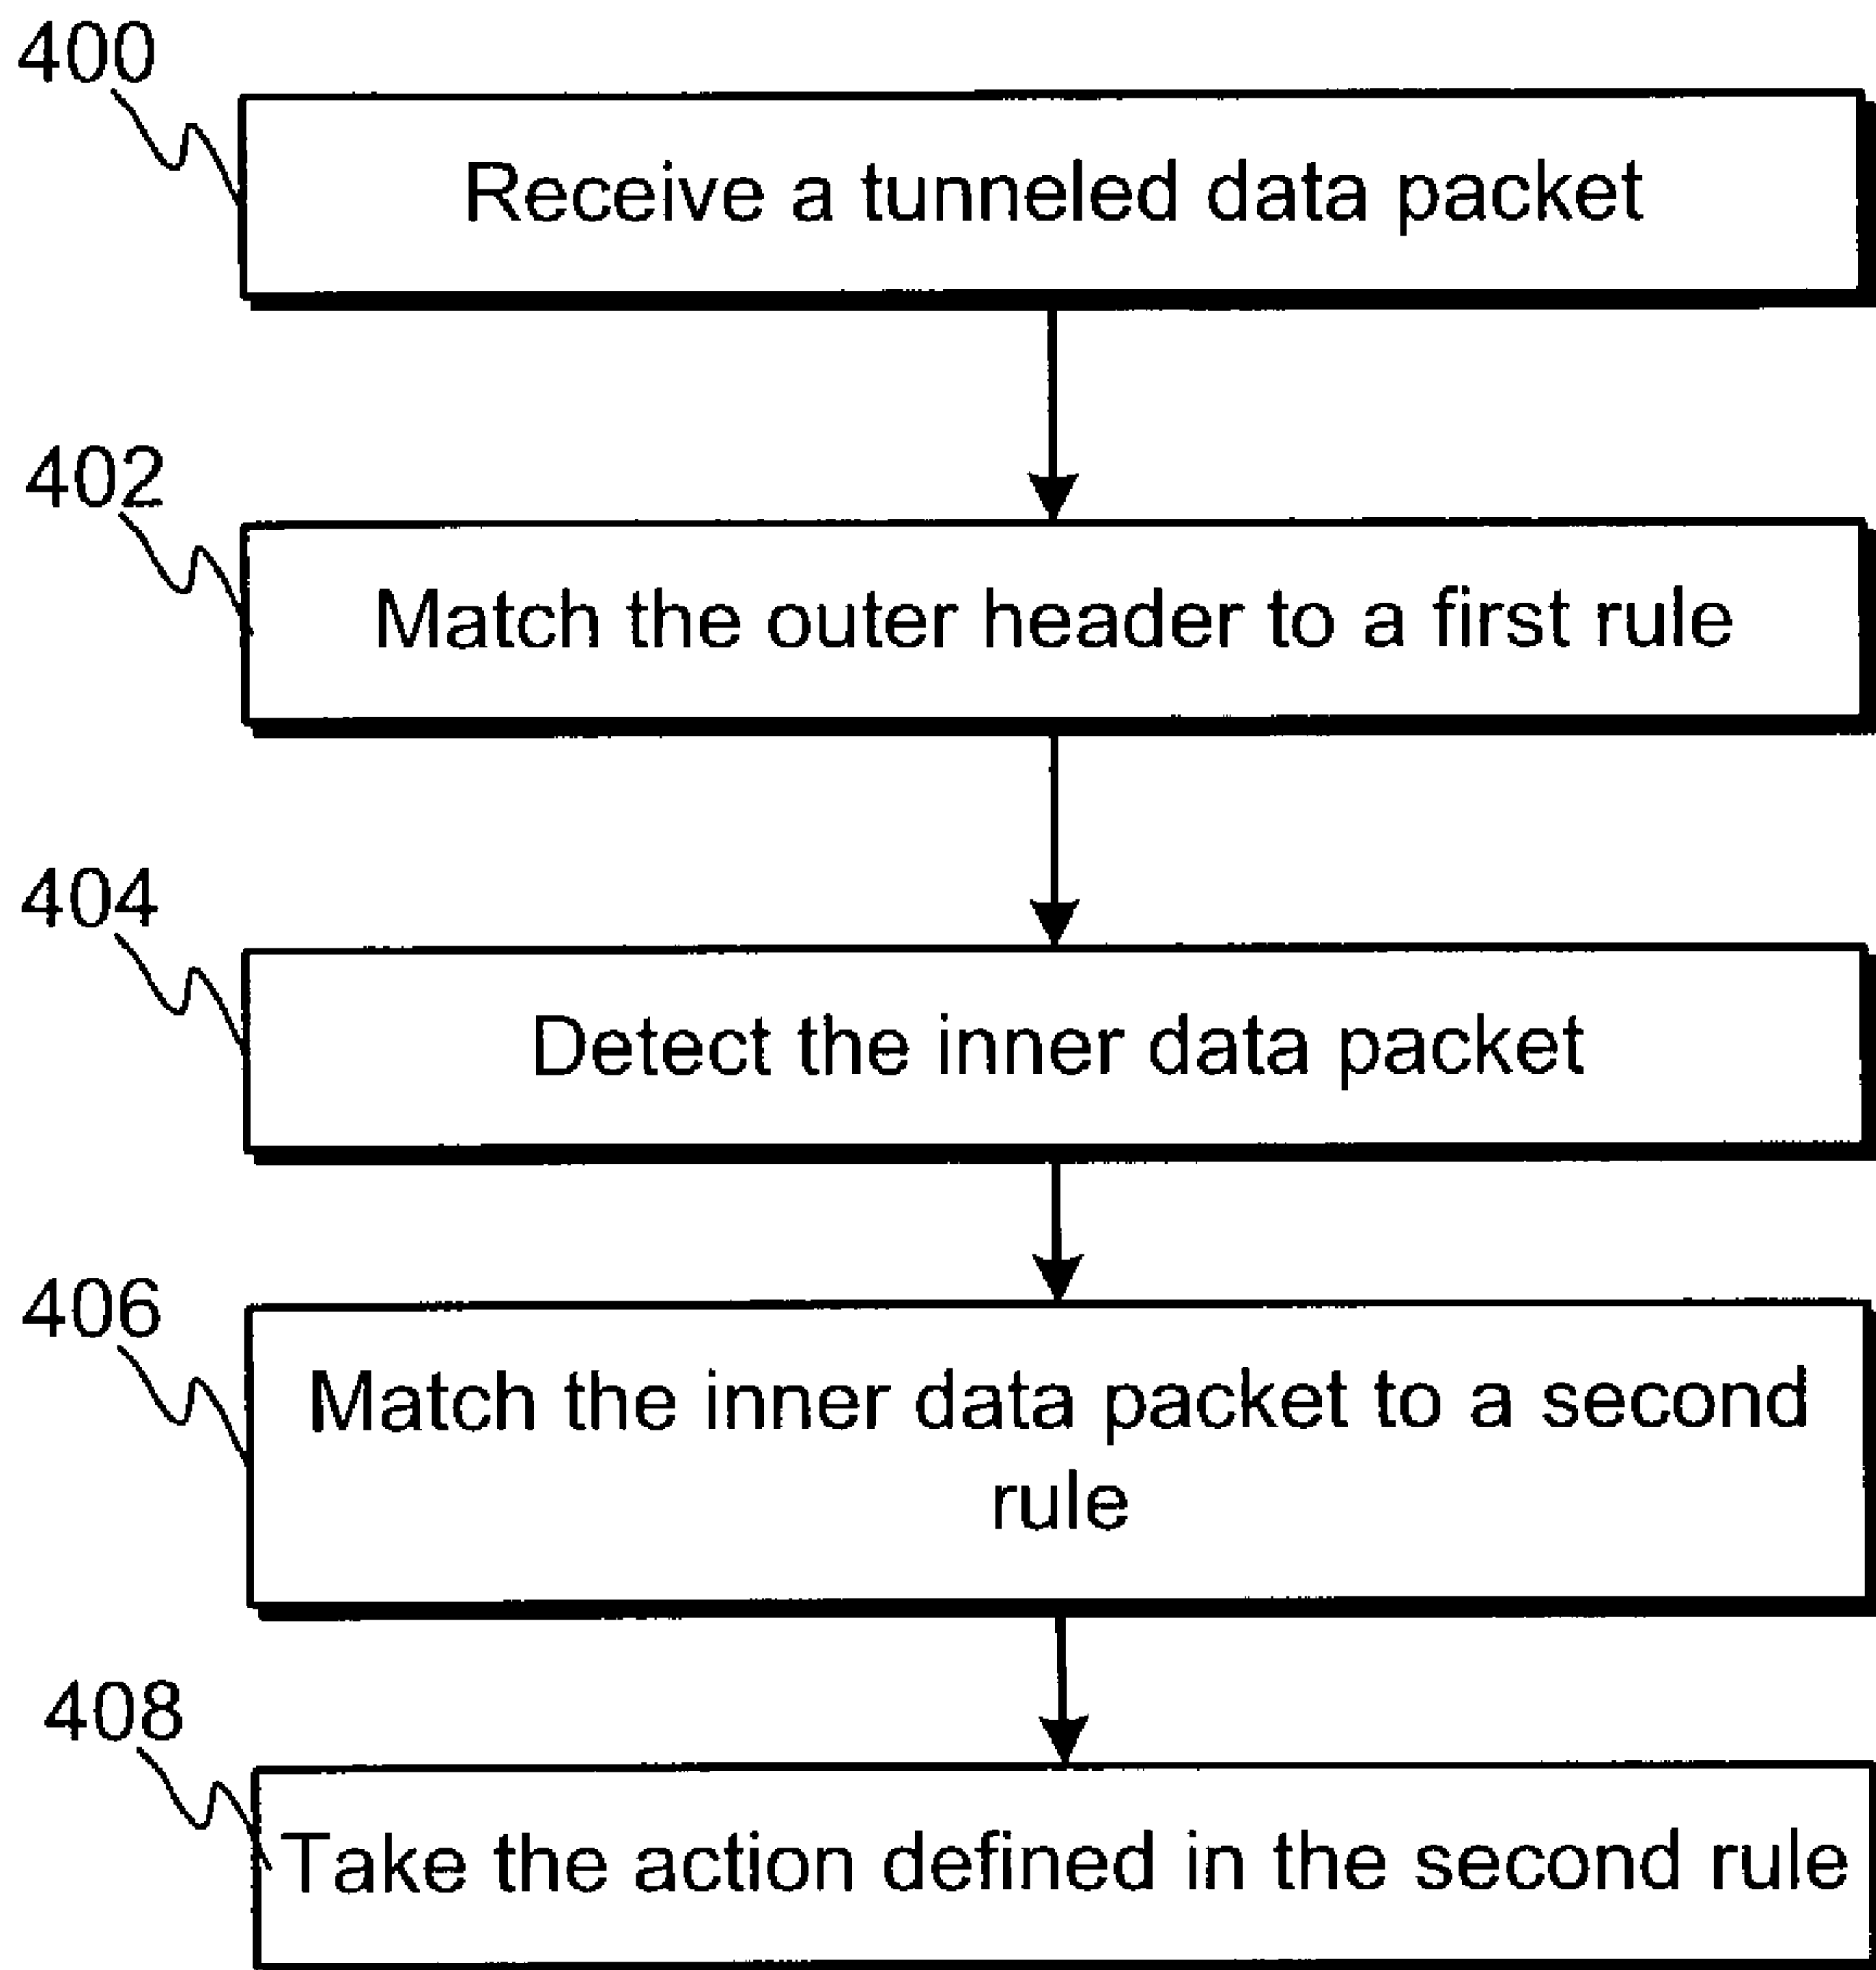 400
Receive a tunneled data packet
402
Match the outer header to a first rule
404
Detect the inner data packet
406
Match the inner data packet to a second
rule
408
Take the action defined in the second rule